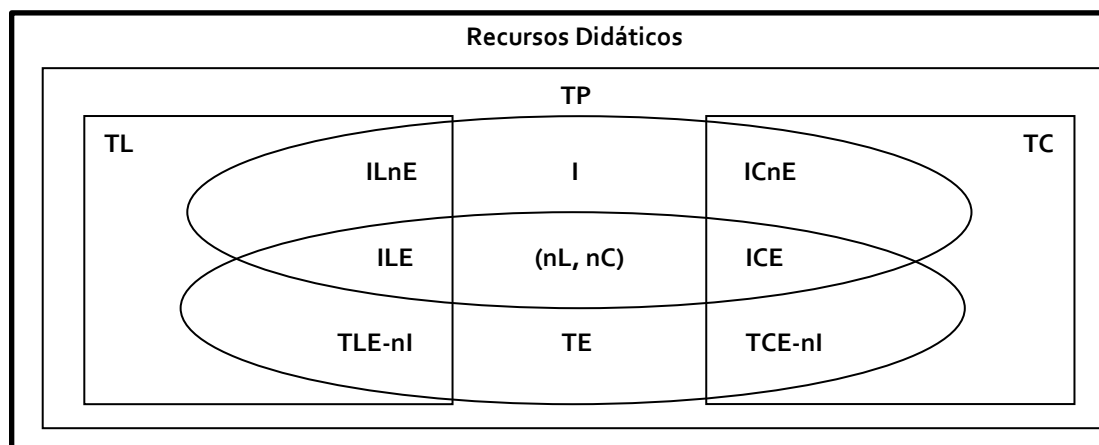 Recursos Didáticos
TP
TL
TC
ILnE
I
ICnE
ILE
(nL, nC)
ICE
TLE-nI
TE
TCE-nI